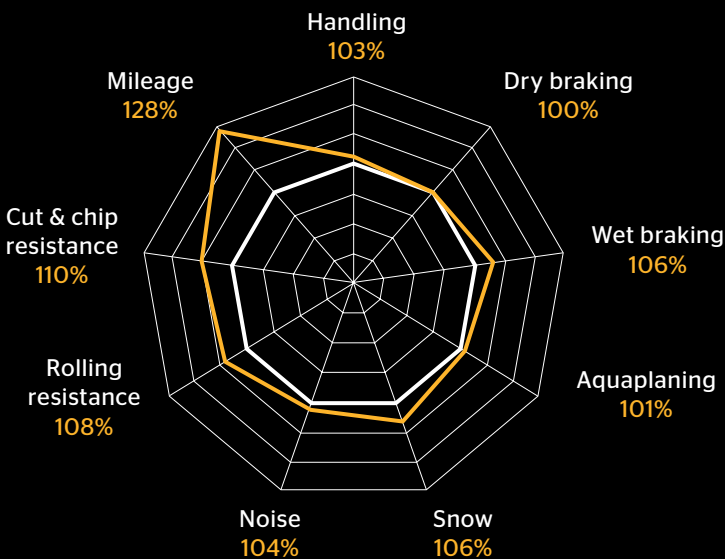 Handling
103%
Mileage
128%
Dry braking
100%
Cut & chip
resistance
110%
Wet braking
106%
Rolling
resistance
108%
Aquaplaning
101%
Noise
104%
Snow
106%